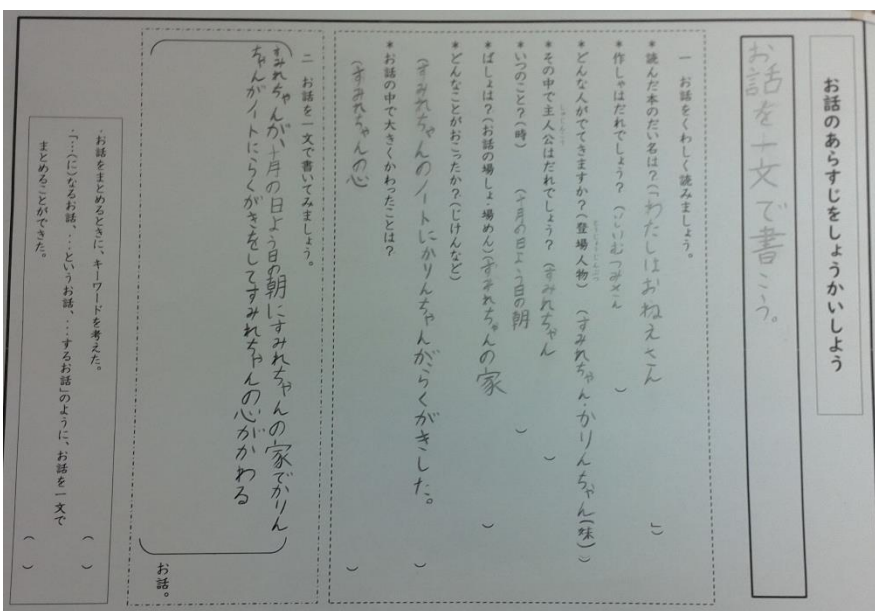 お話のあらすじをしょうかいしよう
お話を一文で書こう。
一 お話をくわしく読みましょう。
*読んだ本のだい名は?(「わたしはおねえさん」)
*作しゃはだれでしょう?(いしいむつみさん)
*どんな人がでてきますか?(登場人物)(すみれちゃん・かりんちゃん(妹))
*その中で主人公はだれでしょう?(すみれちゃん)
*いつのこと?(時)(十月の日よう日の朝)
*ばしょは?(お話の場しょ・場めん)(すみれちゃんの家)
*どんなことがおこったか?(じけんなど)
(すみれちゃんのノートにかりんちゃんがらくがきした。)
*お話の中で大きくかわったことは?
(すみれちゃんの心)
二 お話を一文で書いてみましょう。
すみれちゃんが、十月の日よう日の朝にすみれちゃんの家でかりん
ちゃんがノートにらくがきをしてすみれちゃんの心がかわる
お話。
・お話をまとめるときに、キーワードを考えた。( )
・「…(に)なるお話、…というお話、…するお話」のように、お話を一文で
まとめることができた。( )